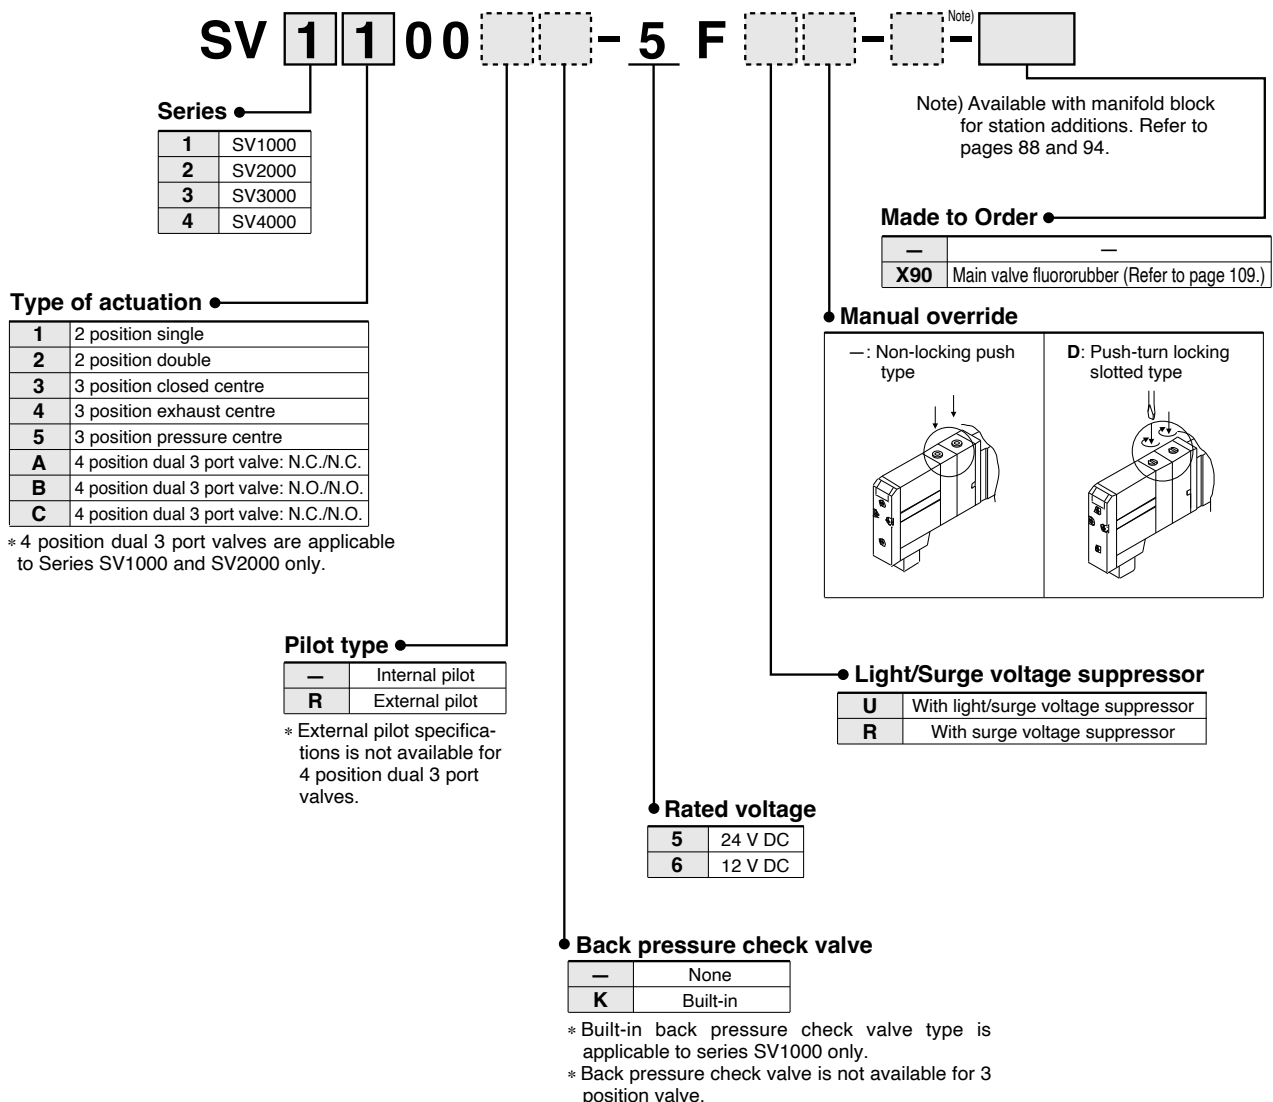 SV 1 1 00 - 5 F - Note) -
Note) Available with manifold block
for station additions. Refer to
pages 88 and 94.
Series
1 SV1000
2 SV2000
3 SV3000
4 SV4000
Made to Order
— —
X90 Main valve fluororubber (Refer to page 109.)
Type of actuation
1 2 position single
2 2 position double
3 3 position closed centre
4 3 position exhaust centre
5 3 position pressure centre
A 4 position dual 3 port valve: N.C./N.C.
B 4 position dual 3 port valve: N.O./N.O.
C 4 position dual 3 port valve: N.C./N.O.
* 4 position dual 3 port valves are applicable
to Series SV1000 and SV2000 only.
Manual override
—: Non-locking push
type
D: Push-turn locking
slotted type
Pilot type
— Internal pilot
R External pilot
* External pilot specifica-
tions is not available for
4 position dual 3 port
valves.
Light/Surge voltage suppressor
U With light/surge voltage suppressor
R With surge voltage suppressor
Rated voltage
5 24 V DC
6 12 V DC
Back pressure check valve
— None
K Built-in
* Built-in back pressure check valve type is
applicable to series SV1000 only.
* Back pressure check valve is not available for 3
position valve.